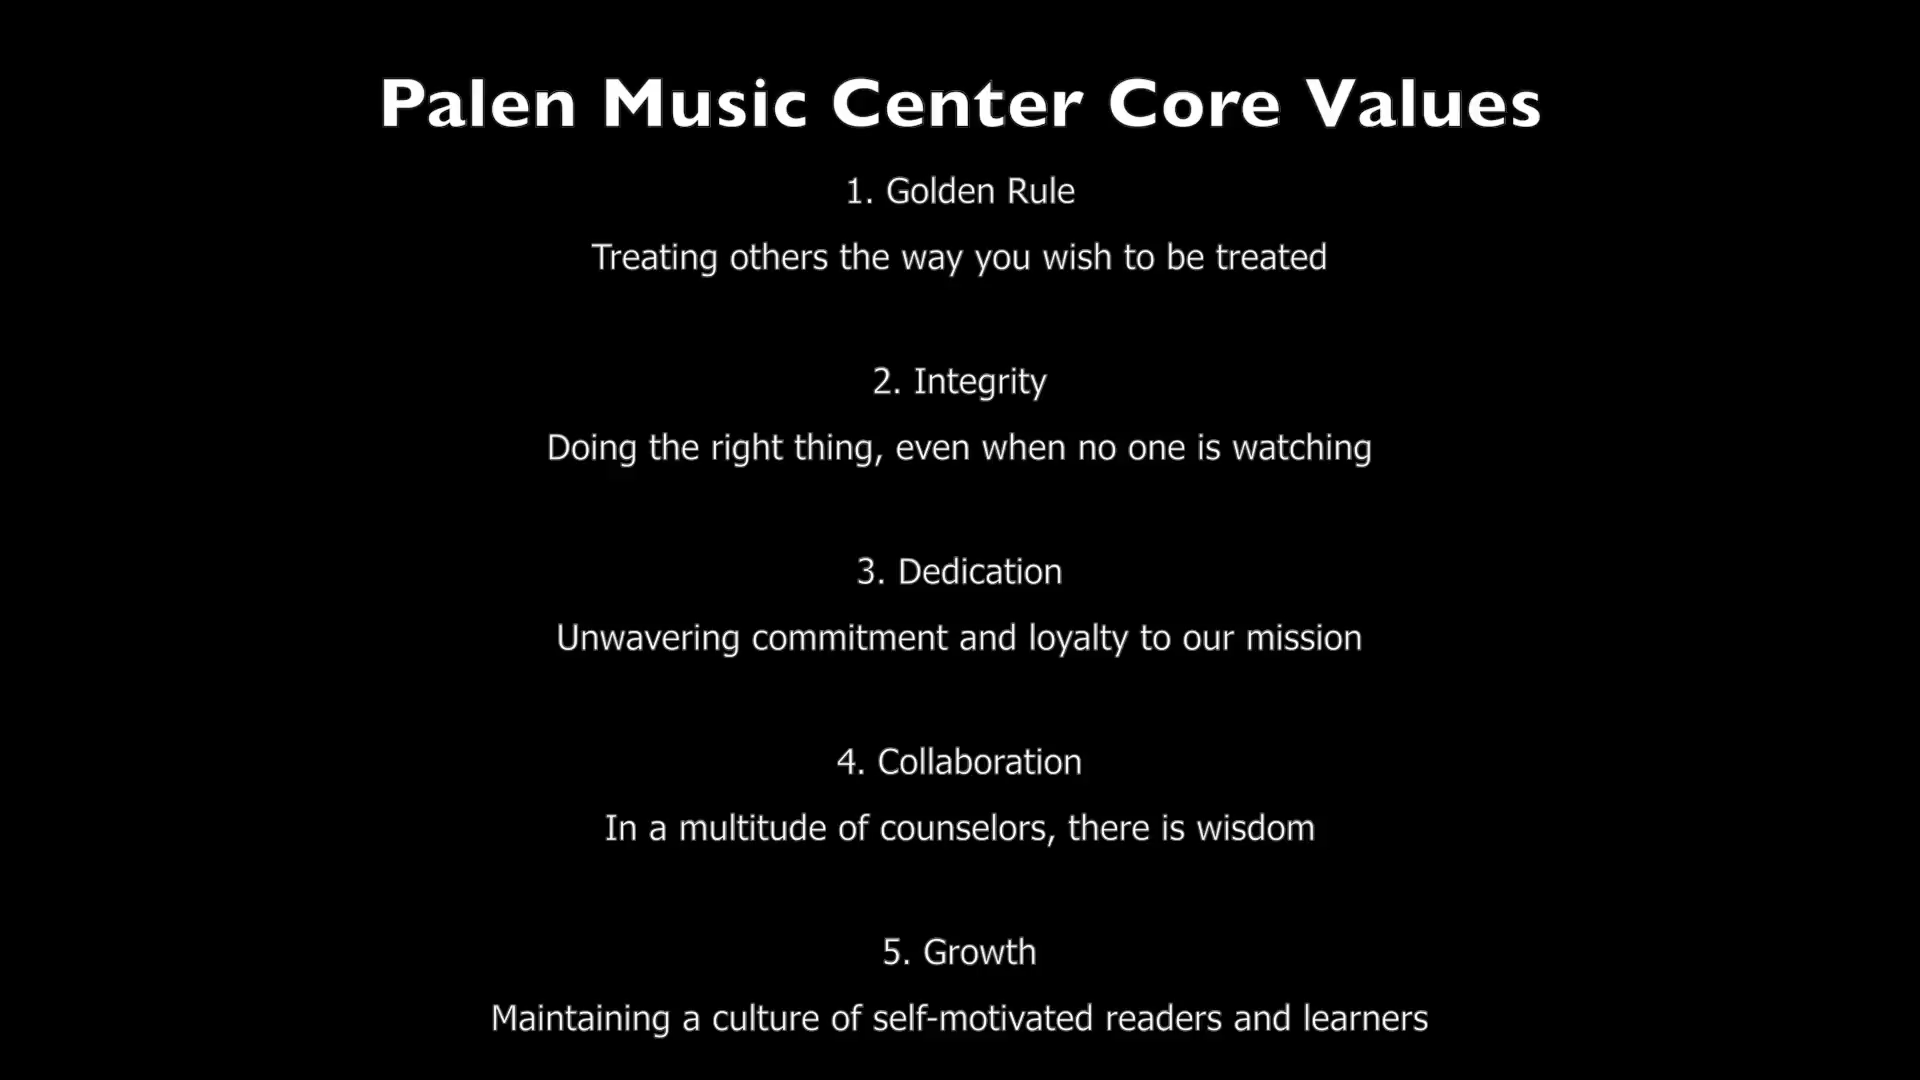 Palen Music Center Core Values
1. Golden Rule
Treating others the way you wish to be treated
2. Integrity
Doing the right thing, even when no one is watching
3. Dedication
Unwavering commitment and loyalty to our mission
4. Collaboration
In a multitude of counselors, there is wisdom
5. Growth
Maintaining a culture of self-motivated readers and learners